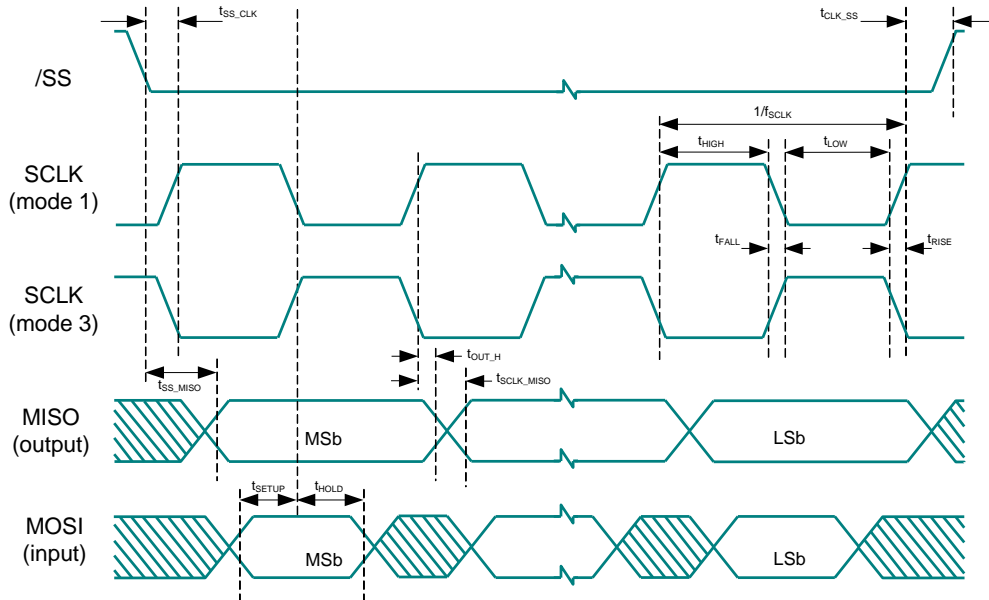 tSS_CLK
tCLK_SS
/SS
1/fSCLK
tHIGH
tLOW
SCLK
(mode 1)
tFALL
tRISE
SCLK
(mode 3)
tOUT_H
tSS_MISO
tSCLK_MISO
MISO
(output)
MSb
LSb
tSETUP
tHOLD
MOSI
(input)
MSb
LSb